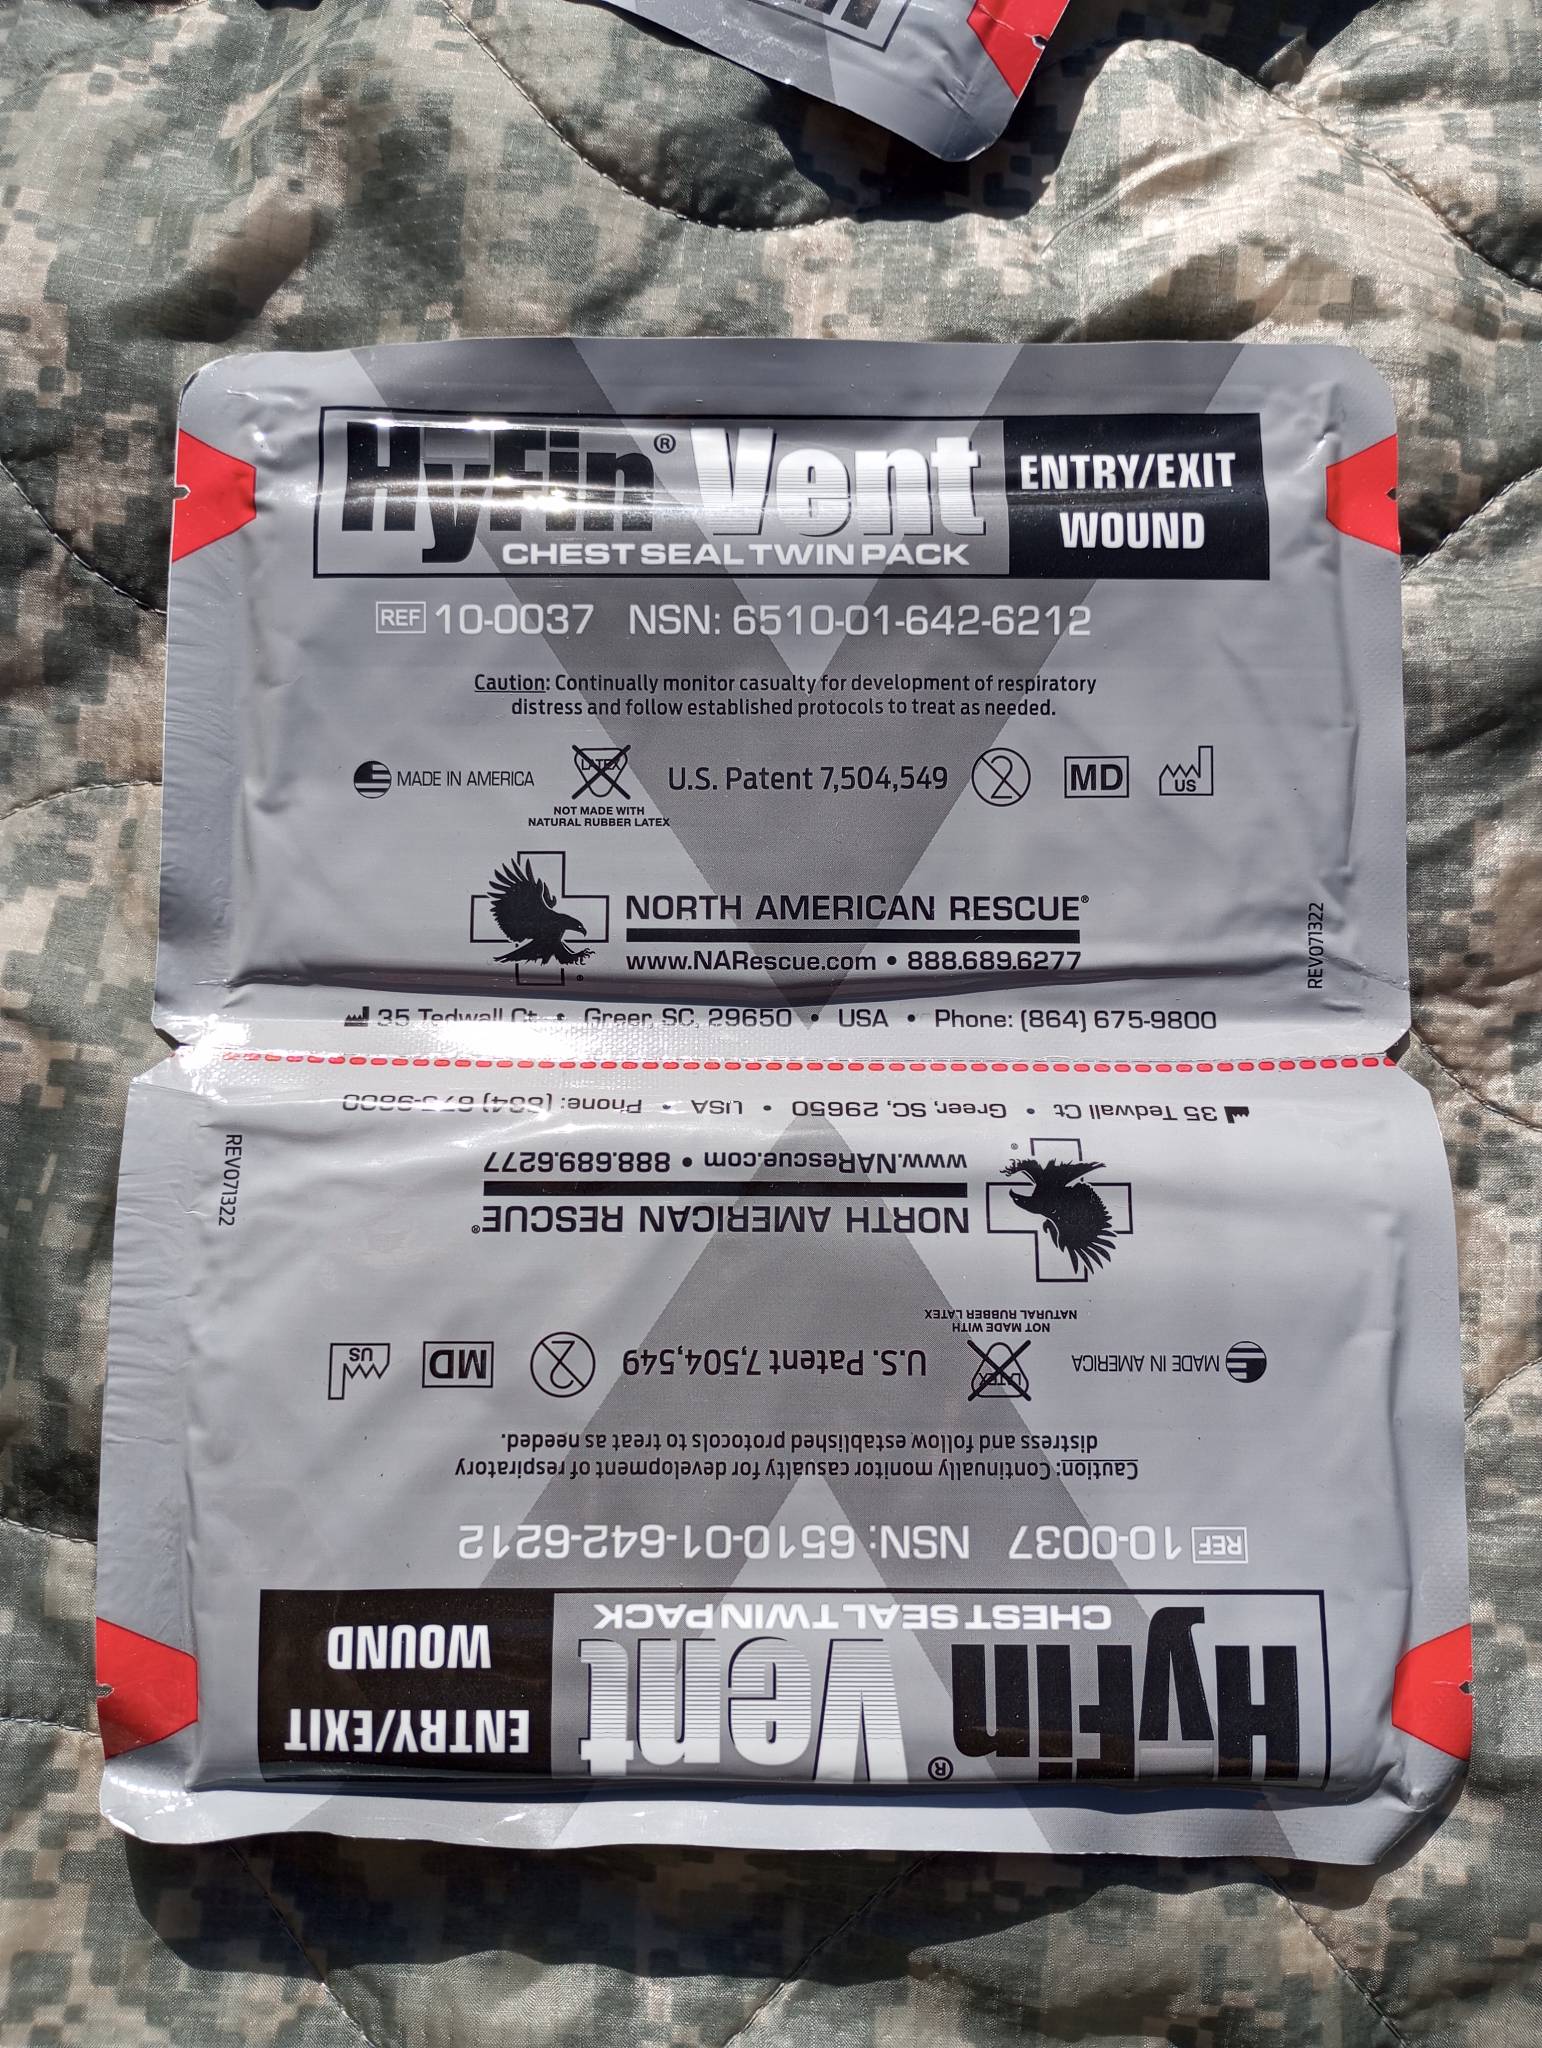 HyFin® Vent
CHEST SEAL TWIN PACK
ENTRY/EXIT
WOUND
REF 10-0037 NSN: 6510-01-642-6212
Caution: Continually monitor casualty for development of respiratory
distress and follow established protocols to treat as needed.
MADE IN AMERICA
LATEX
NOT MADE WITH
NATURAL RUBBER LATEX
U.S. Patent 7,504,549
2
MD
US
NORTH AMERICAN RESCUE®
www.NARescue.com • 888.689.6277
®
REV071322
35 Tedwall Ct • Greer, SC, 29650 • USA • Phone: (864) 675-9800
HyFin® Vent
CHEST SEAL TWIN PACK
ENTRY/EXIT
WOUND
REF 10-0037 NSN: 6510-01-642-6212
Caution: Continually monitor casualty for development of respiratory
distress and follow established protocols to treat as needed.
MADE IN AMERICA
LATEX
NOT MADE WITH
NATURAL RUBBER LATEX
U.S. Patent 7,504,549
2
MD
US
NORTH AMERICAN RESCUE®
www.NARescue.com • 888.689.6277
®
REV071322
35 Tedwall Ct • Greer, SC, 29650 • USA • Phone: (864) 675-9800